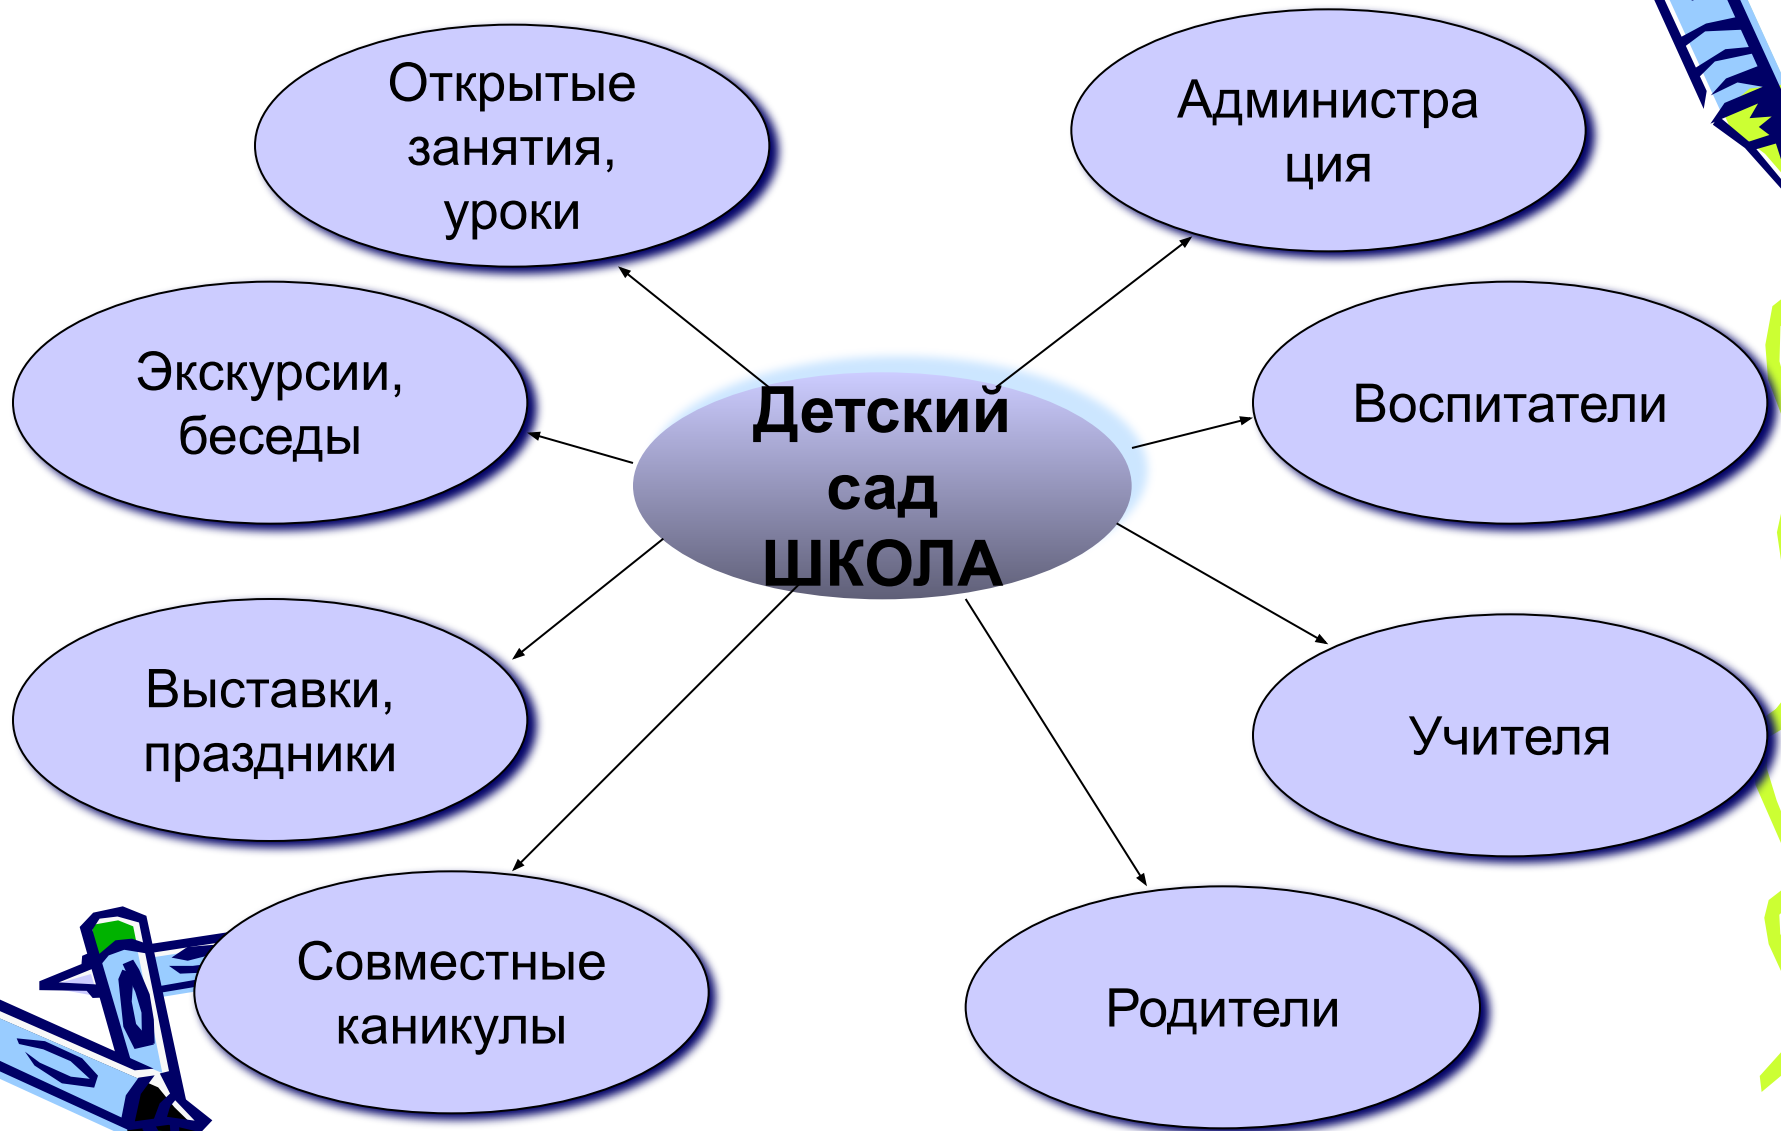 Открытые
занятия,
уроки
Администра
ция
Экскурсии,
беседы
Воспитатели
Детский
сад
ШКОЛА
Выставки,
праздники
Учителя
Совместные
каникулы
Родители